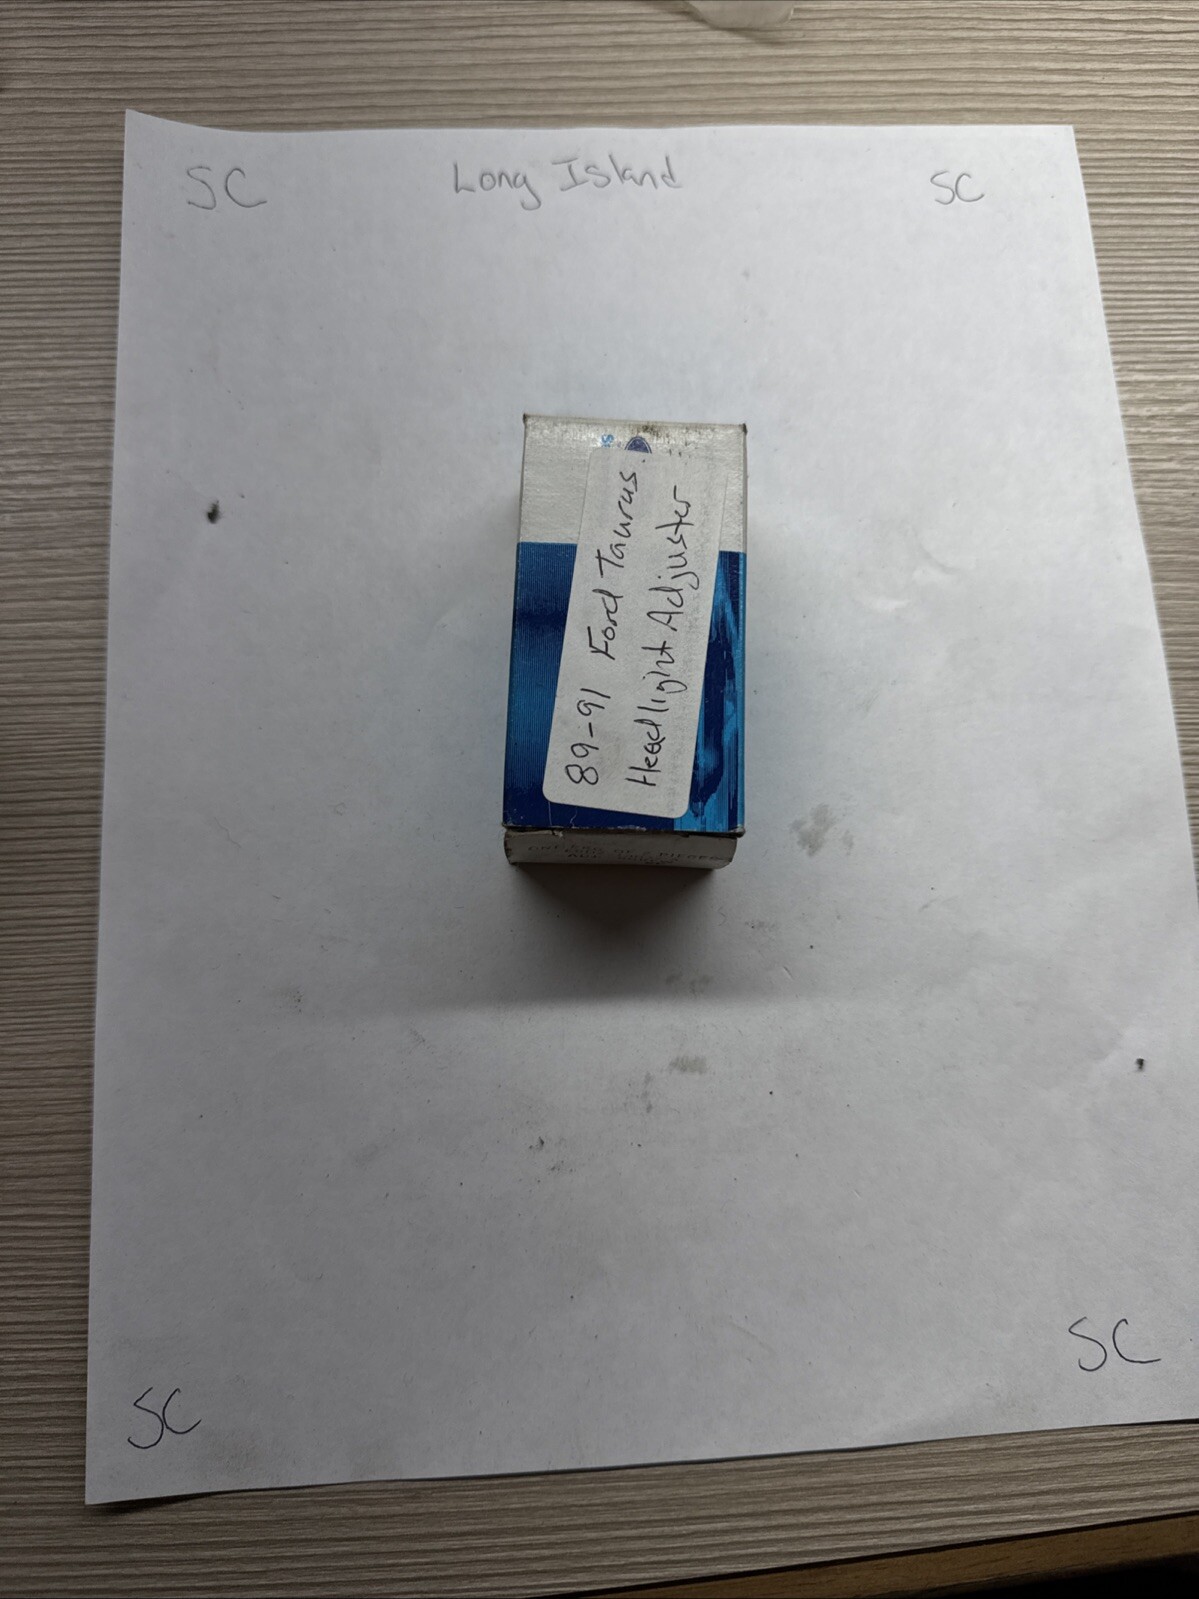 SC
Long Island
SC
89-91 Ford Taurus
Headlight Adjuster
SC
SC